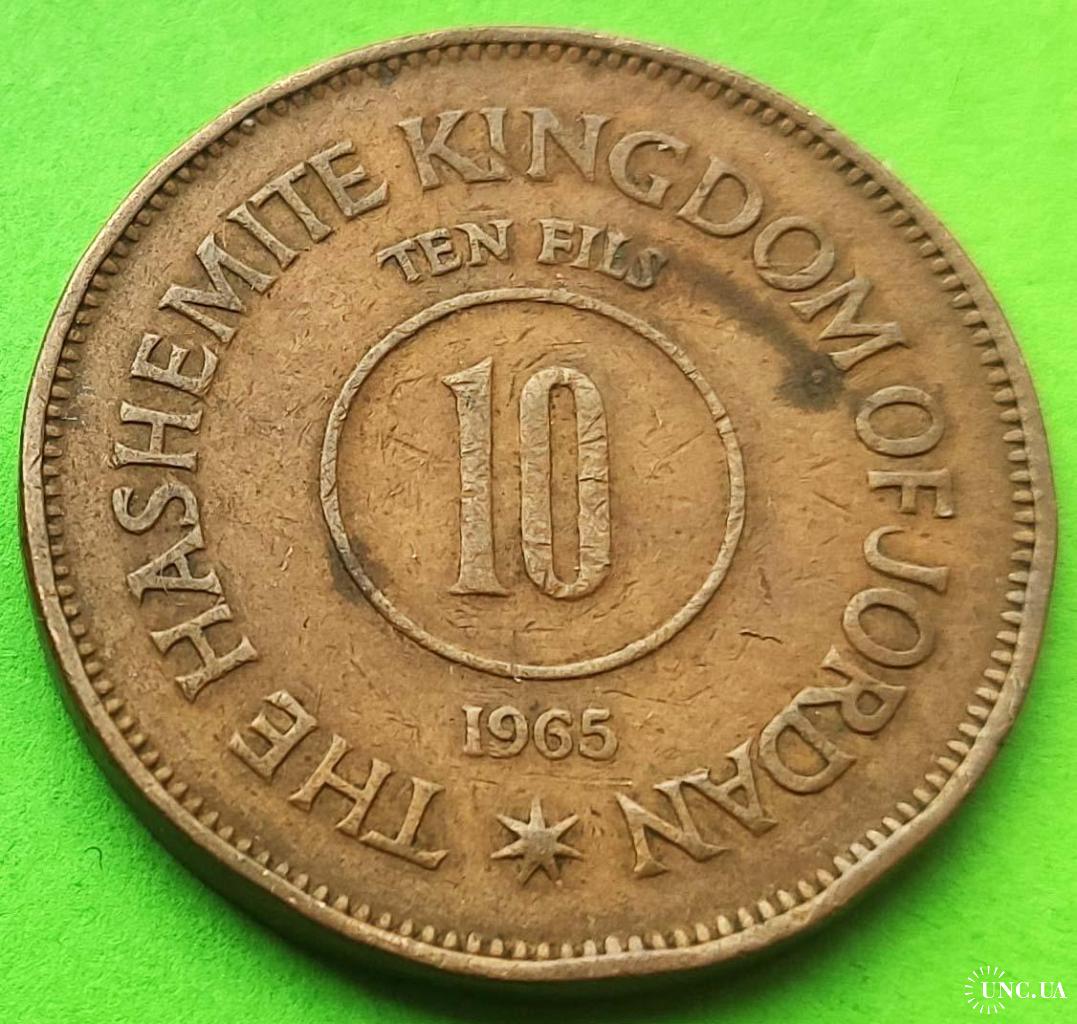 THE HASHEMITE KINGDOM OF JORDAN
TEN FILS
10
1965
UNC.UA